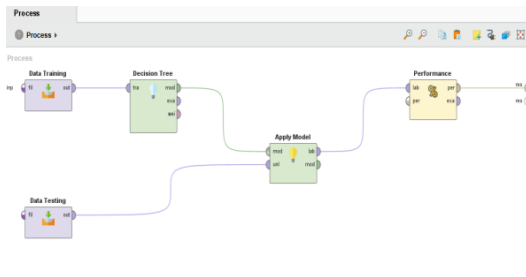 Process
Process
Process
Data Training
Decision Tree
Performance
inp
fil
out
tra
mod
exa
wei
lab
per
res
per
exa
res
Apply Model
mod
lab
unl
mod
Data Testing
fil
out